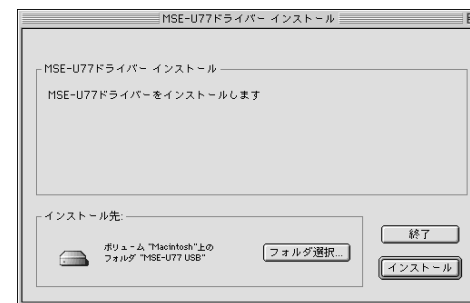 MSE-U77ドライバー インストール
MSE-U77ドライバー インストール
MSE-U77ドライバーをインストールします
インストール先:
ボリューム "Macintosh"上の
フォルダ "MSE-U77 USB"
フォルダ選択...
終了
インストール